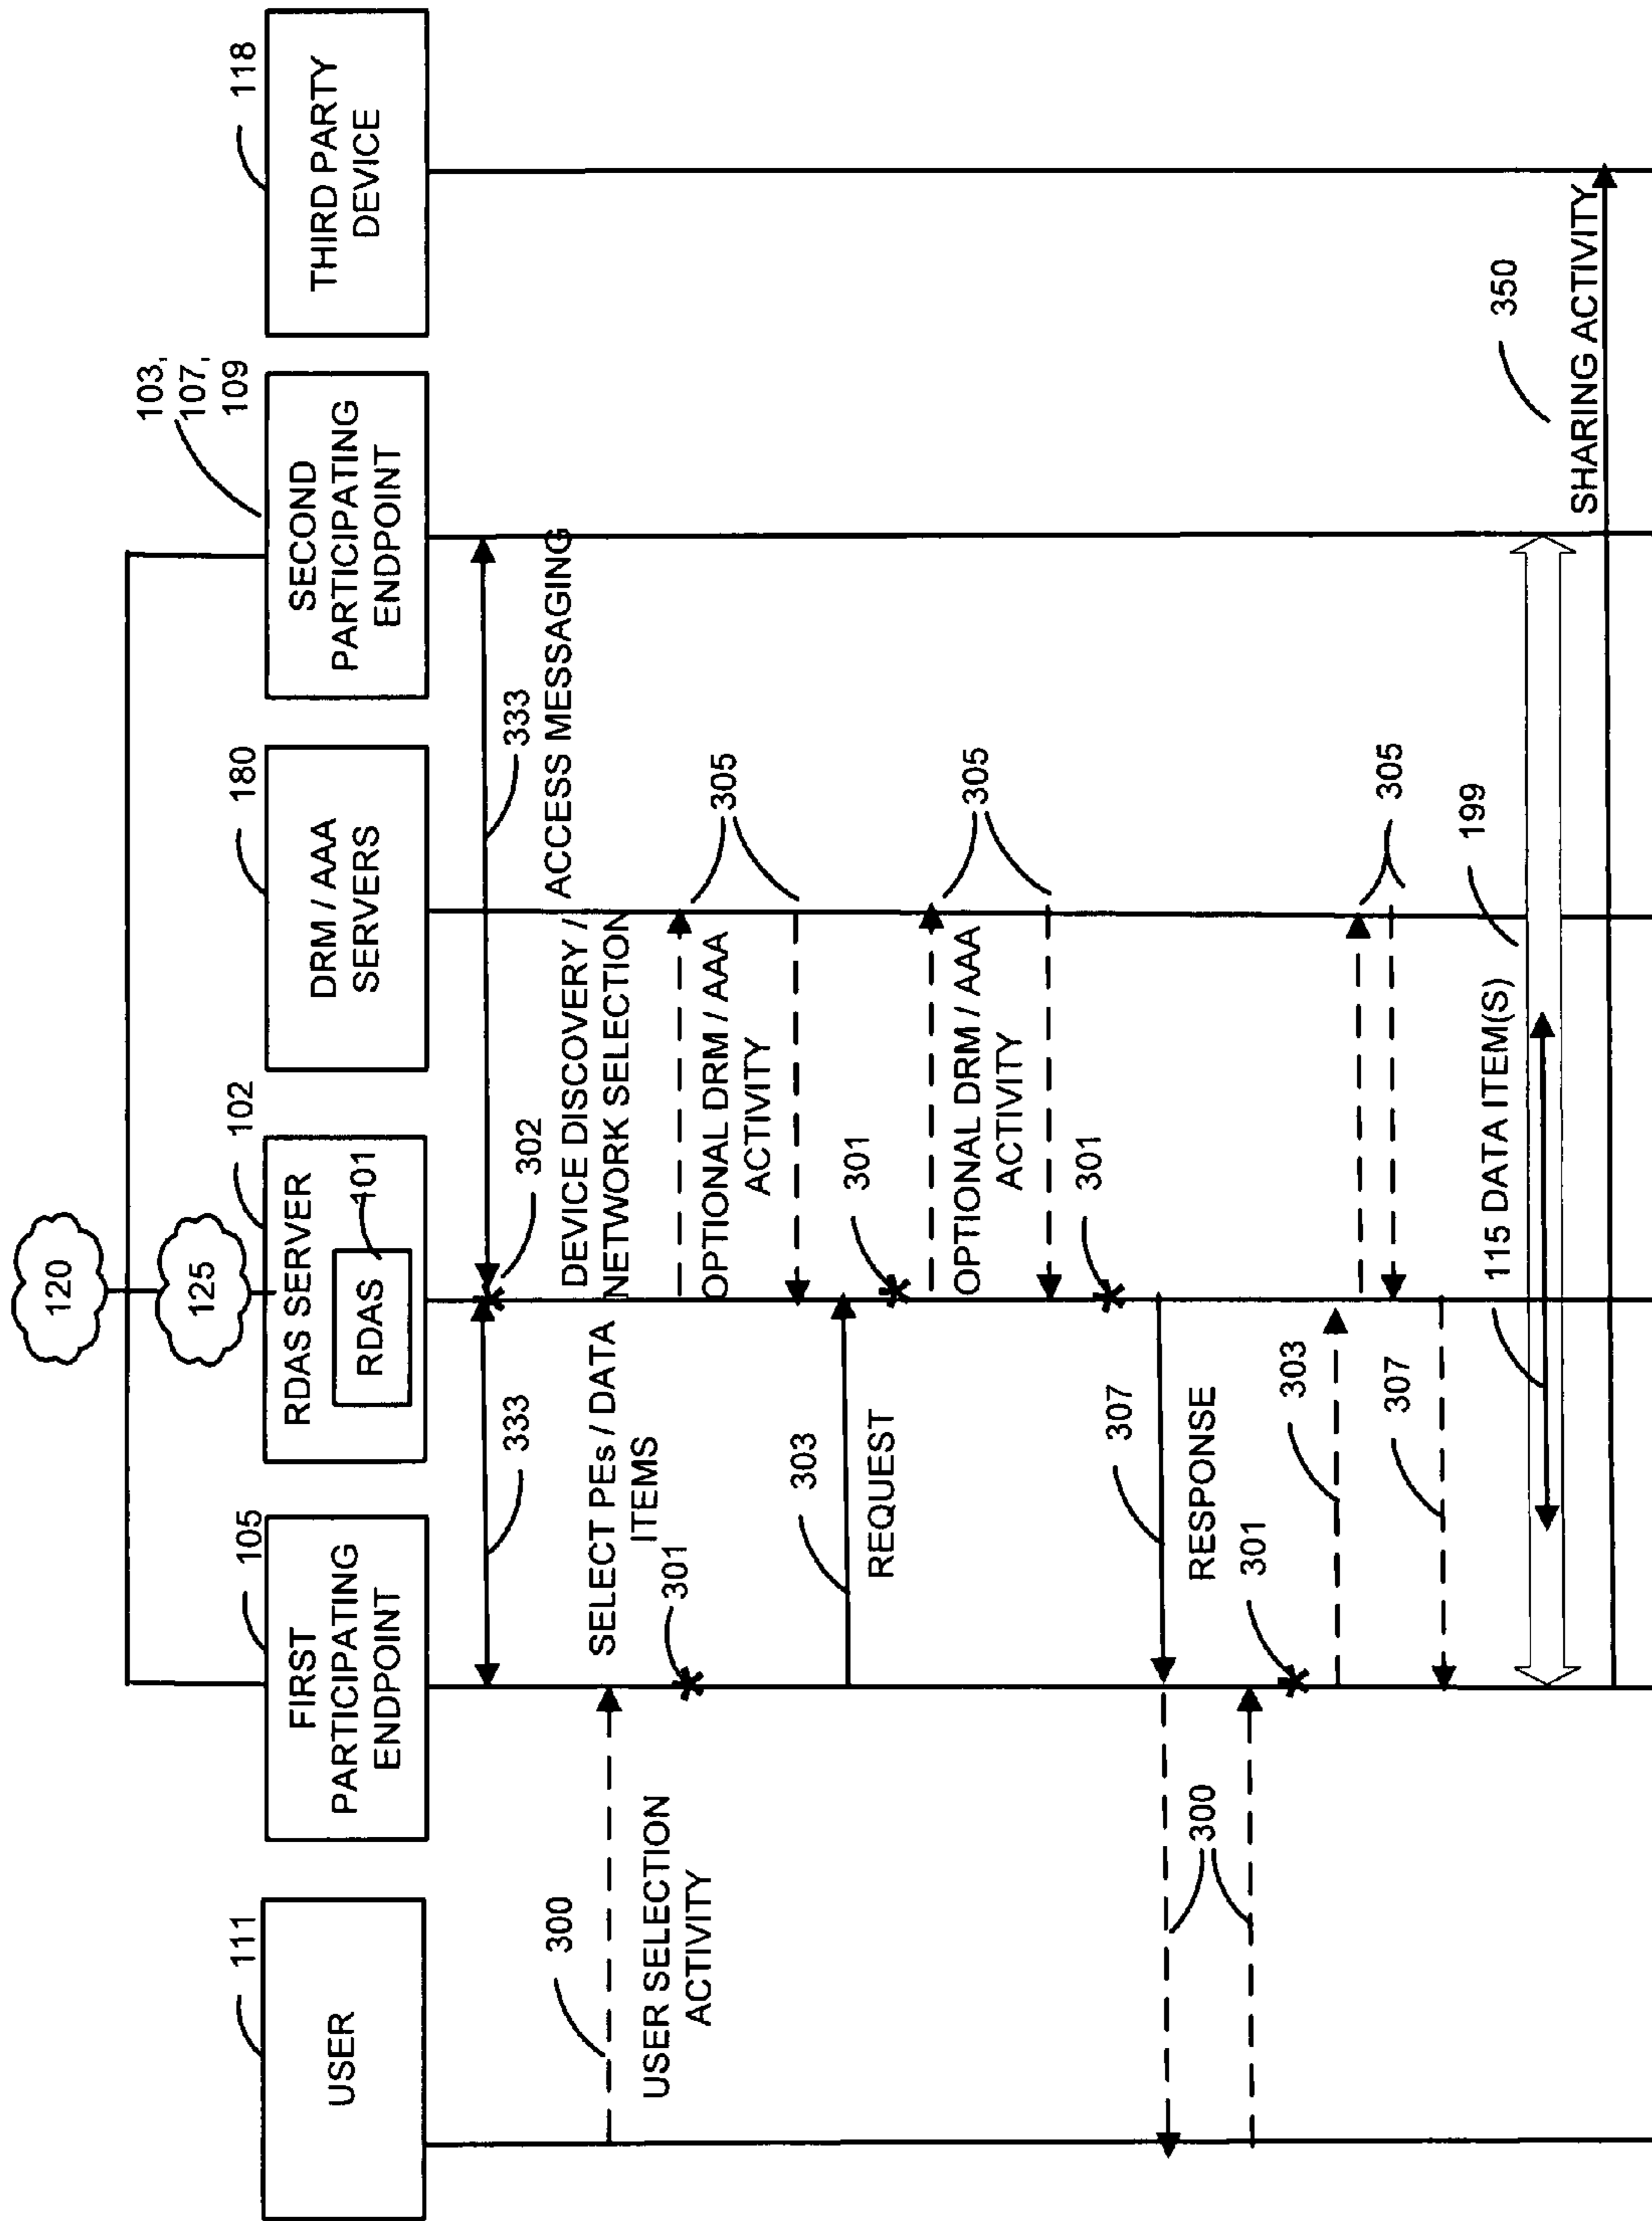 120
125
111
USER
105
FIRST
PARTICIPATING
ENDPOINT
102
RDAS SERVER
101
RDAS
180
DRM / AAA
SERVERS
103,
107,
109
SECOND
PARTICIPATING
ENDPOINT
118
THIRD PARTY
DEVICE
333
302
333
DEVICE DISCOVERY / ACCESS MESSAGING
NETWORK SELECTION
300
USER SELECTION
ACTIVITY
SELECT PEs / DATA
ITEMS
301
OPTIONAL DRM / AAA
ACTIVITY
305
303
REQUEST
301
OPTIONAL DRM / AAA
ACTIVITY
305
301
307
RESPONSE
300
301
303
305
307
115 DATA ITEM(S)
199
350
SHARING ACTIVITY